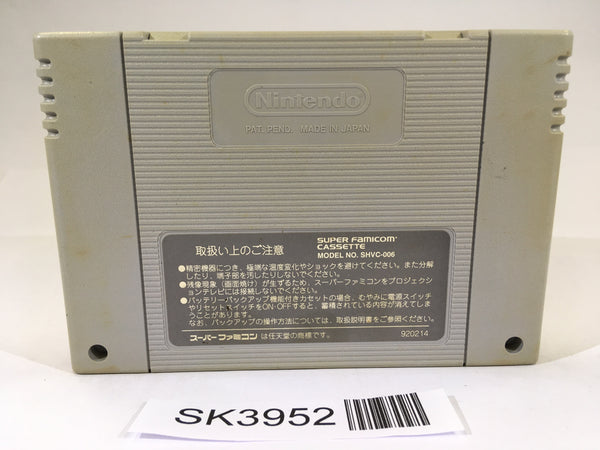 Nintendo
PAT. PEND. MADE IN JAPAN
取扱い上のご注意
SUPER FAMICOM
CASSETTE
MODEL NO. SHVC-006
●精密機器につき、極端な温度変化やショックを避けてください。また分解
したり、端子部を汚したりしないでください。
●残像現象(画面焼け)が生ずるため、スーパーファミコンをプロジェクシ
ョンテレビには接続しないでください。
●バッテリーバックアップ機能付きカセットの場合、むやみに電源スイッチ
やリセットスイッチをON・OFFすると、蓄積されている内容が消えてしま
うことがあります。
なお、バックアップの操作方法については、取扱説明書をご参照ください。
スーパーファミコンは任天堂の商標です。
920214
SK3952